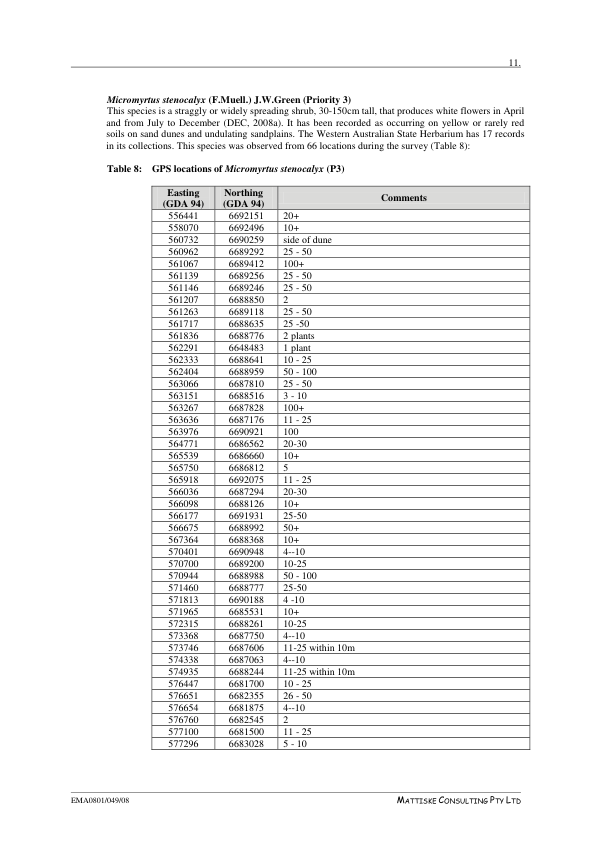 11.
Micromyrtus stenocalyx (F.Muell.) J.W.Green (Priority 3)
This species is a straggly or widely spreading shrub, 30-150cm tall, that produces white flowers in April
and from July to December (DEC, 2008a). It has been recorded as occurring on yellow or rarely red
soils on sand dunes and undulating sandplains. The Western Australian State Herbarium has 17 records
in its collections. This species was observed from 66 locations during the survey (Table 8):
Table 8: GPS locations of Micromyrtus stenocalyx (P3)
Easting (GDA 94) Northing (GDA 94) Comments
556441 6692151 20+
558070 6692496 10+
560732 6690259 side of dune
560962 6689292 25 - 50
561067 6689412 100+
561139 6689256 25 - 50
561146 6689246 25 - 50
561207 6688850 2
561263 6689118 25 - 50
561717 6688635 25 -50
561836 6688776 2 plants
562291 6648483 1 plant
562333 6688641 10 - 25
562404 6688959 50 - 100
563066 6687810 25 - 50
563151 6688516 3 - 10
563267 6687828 100+
563636 6687176 11 - 25
563976 6690921 100
564771 6686562 20-30
565539 6686660 10+
565750 6686812 5
565918 6692075 11 - 25
566036 6687294 20-30
566098 6688126 10+
566177 6691931 25-50
566675 6688992 50+
567364 6688368 10+
570401 6690948 4--10
570700 6689200 10-25
570944 6688988 50 - 100
571460 6688777 25-50
571813 6690188 4 -10
571965 6685531 10+
572315 6688261 10-25
573368 6687750 4--10
573746 6687606 11-25 within 10m
574338 6687063 4--10
574935 6688244 11-25 within 10m
576447 6681700 10 - 25
576651 6682355 26 - 50
576654 6681875 4--10
576760 6682545 2
577100 6681500 11 - 25
577296 6683028 5 - 10
EMA0801/049/08 MATTISKE CONSULTING PTY LTD